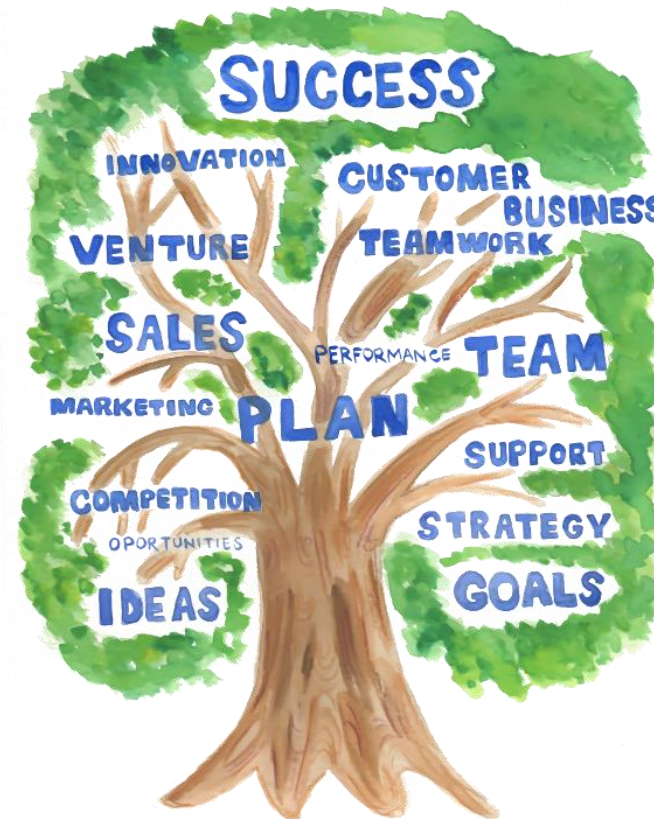 SUCCESS
INNOVATION
CUSTOMER
BUSINESS
VENTURE
TEAMWORK
SALES
PERFORMANCE
TEAM
MARKETING
PLAN
SUPPORT
COMPETITION
STRATEGY
OPORTUNITIES
IDEAS
GOALS